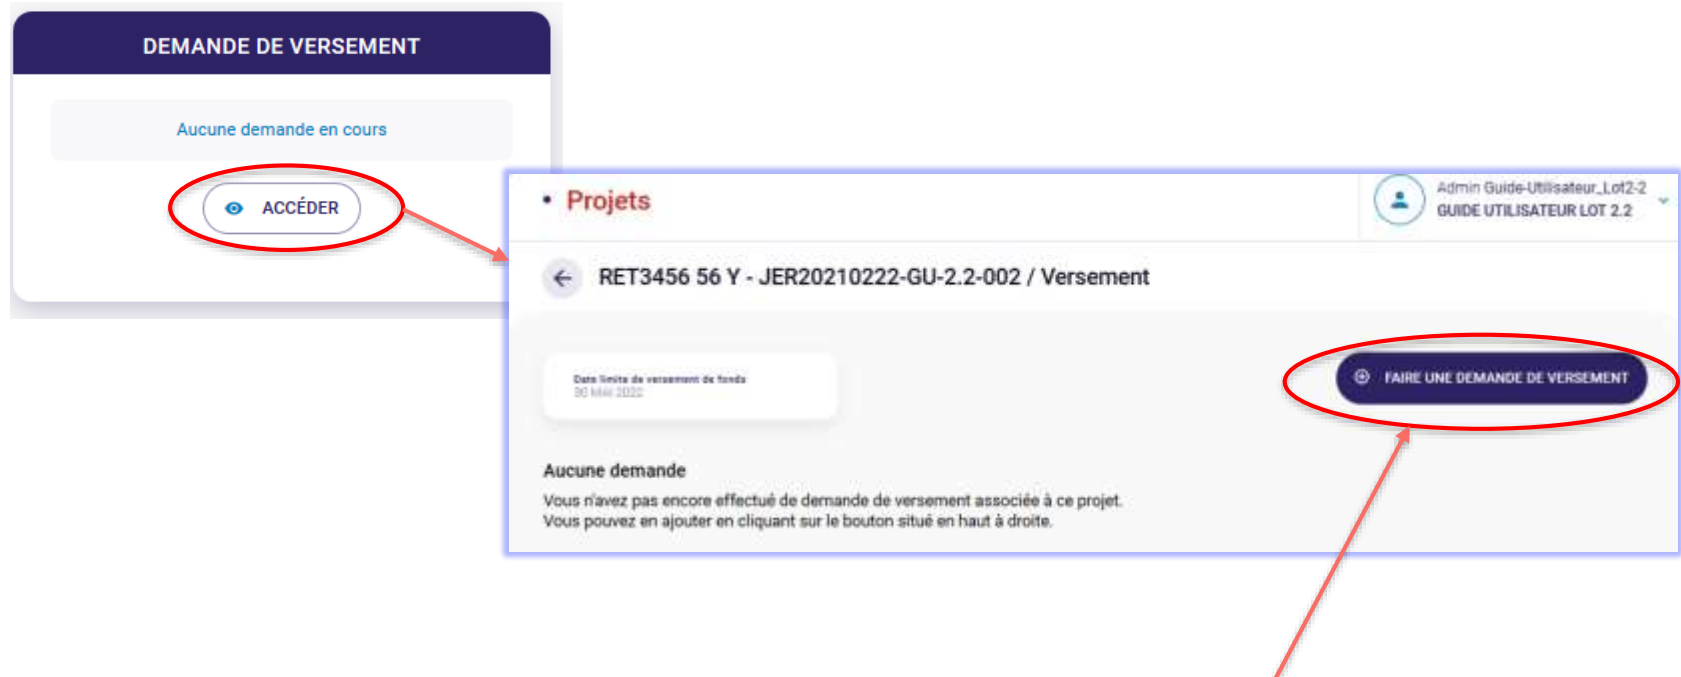 DEMANDE DE VERSEMENT
Aucune demande en cours
ACCÉDER
• Projets
Admin Guide-Utilisateur_Lot2-2
GUIDE UTILISATEUR LOT 2.2
RET3456 56 Y - JER20210222-GU-2.2-002 / Versement
Date limite de versement de fonds
2022
FAIRE UNE DEMANDE DE VERSEMENT
Aucune demande
Vous n'avez pas encore effectué de demande de versement associée à ce projet.
Vous pouvez en ajouter en cliquant sur le bouton situé en haut à droite.